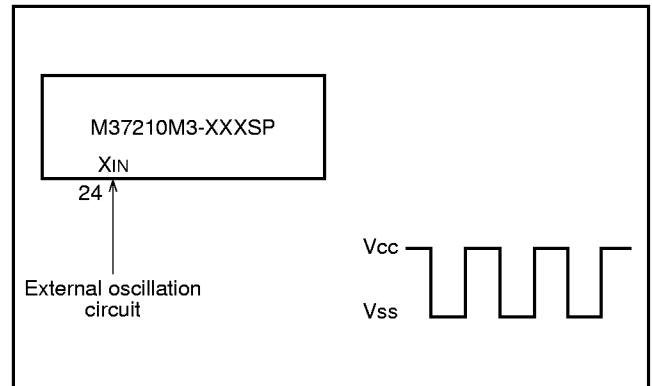 M37210M3-XXXSP
XIN
24
External oscillation
circuit
Vcc
Vss